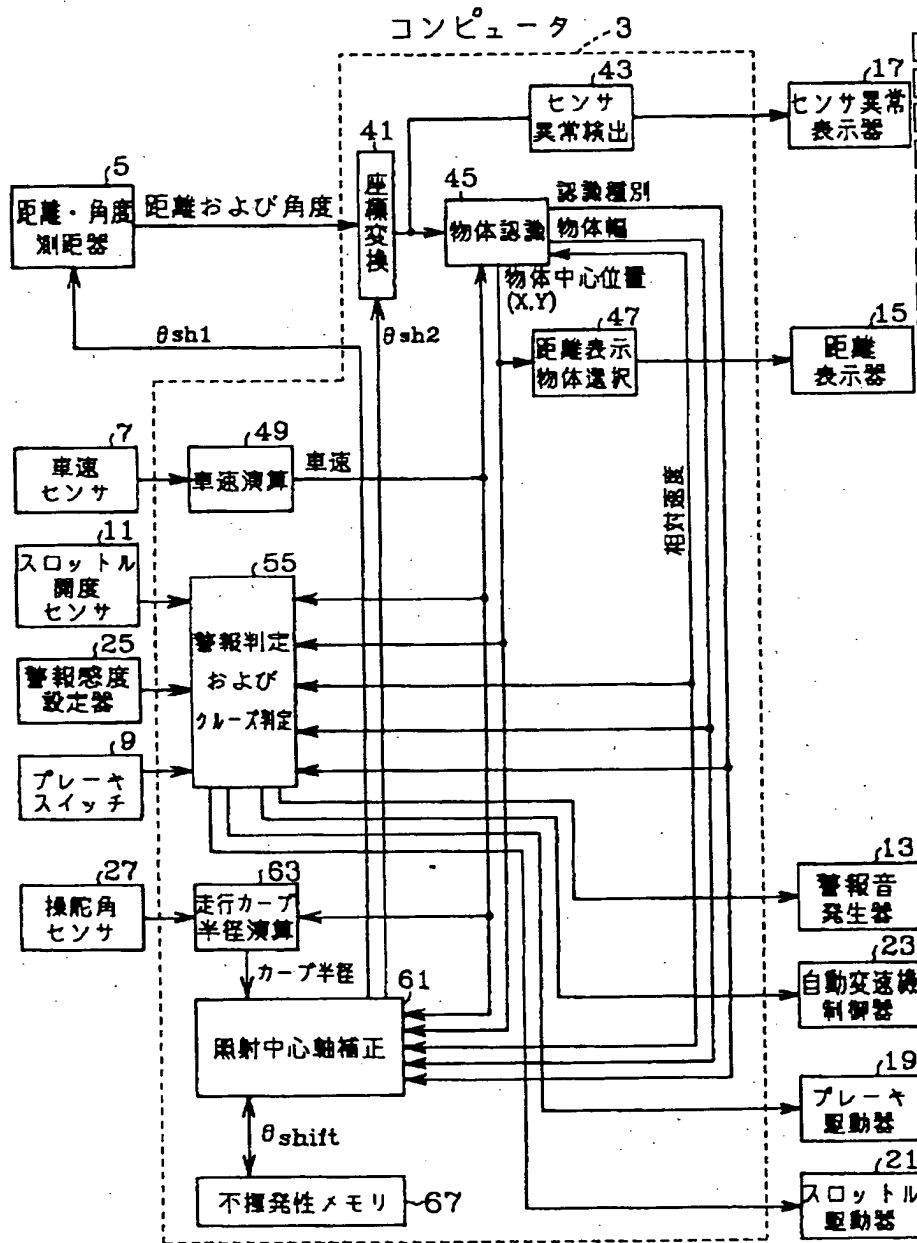 コンピュータ
3
43
センサ
異常検出
17
センサ異常
表示器
41
座標変換
5
距離・角度
測距器
距離および角度
45
物体認識
認識種別
物体幅
物体中心位置
(X,Y)
θsh1
θsh2
47
距離表示
物体選択
15
距離
表示器
7
車速
センサ
49
車速演算
車速
相対速度
11
スロットル
開度
センサ
55
警報判定
および
クルーズ判定
25
警報感度
設定器
9
ブレーキ
スイッチ
27
操舵角
センサ
63
走行カーブ
半径演算
カーブ半径
61
照射中心軸補正
θshift
不揮発性メモリ
67
13
警報音
発生器
23
自動変速機
制御器
19
ブレーキ
駆動器
21
スロットル
駆動器